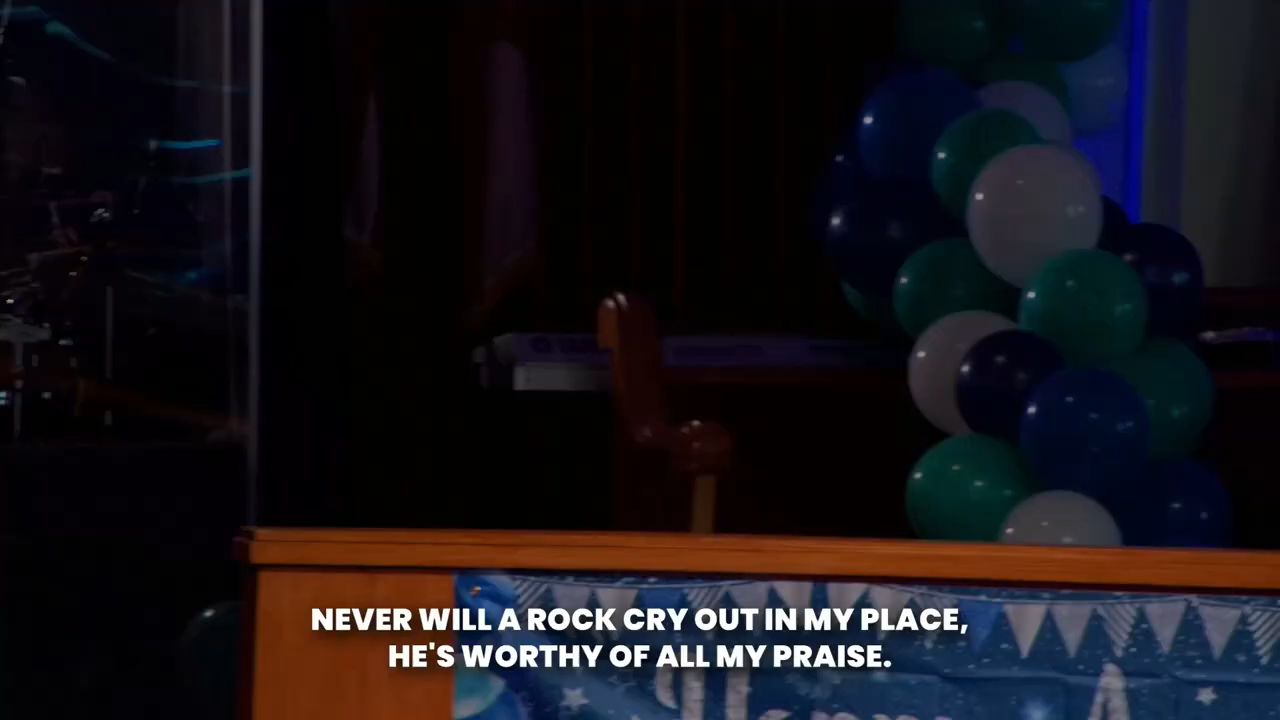 NEVER WILL A ROCK CRY OUT IN MY PLACE,
HE'S WORTHY OF ALL MY PRAISE.